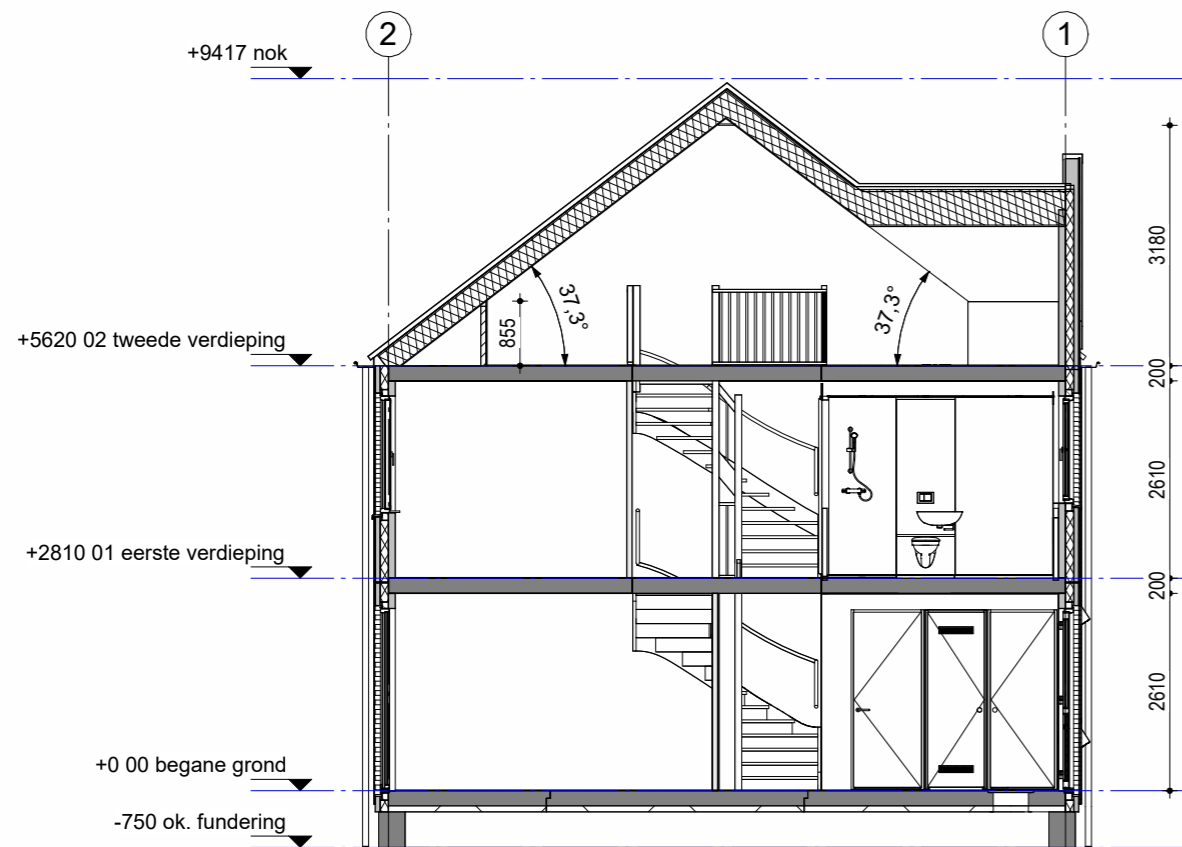 2
1
+9417 nok
3180
37,3°
37,3°
855
+5620 02 tweede verdieping
200
2610
+2810 01 eerste verdieping
200
2610
+0 00 begane grond
-750 ok. fundering